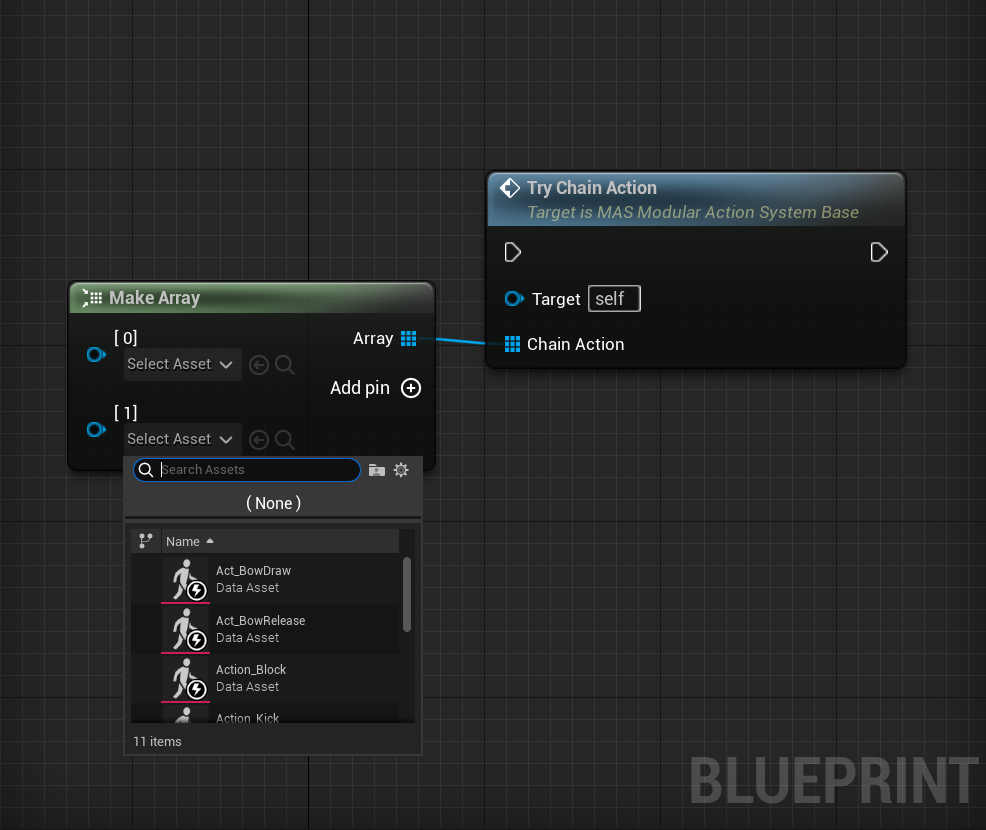 Try Chain Action
Target is MAS Modular Action System Base
Target self
Chain Action
Make Array
[ 0]
Select Asset
Array
Add pin
[ 1]
Select Asset
Search Assets
( None )
Name
Act_BowDraw
Data Asset
Act_BowRelease
Data Asset
Action_Block
Data Asset
Action_Kick
11 items
BLUEPRINT